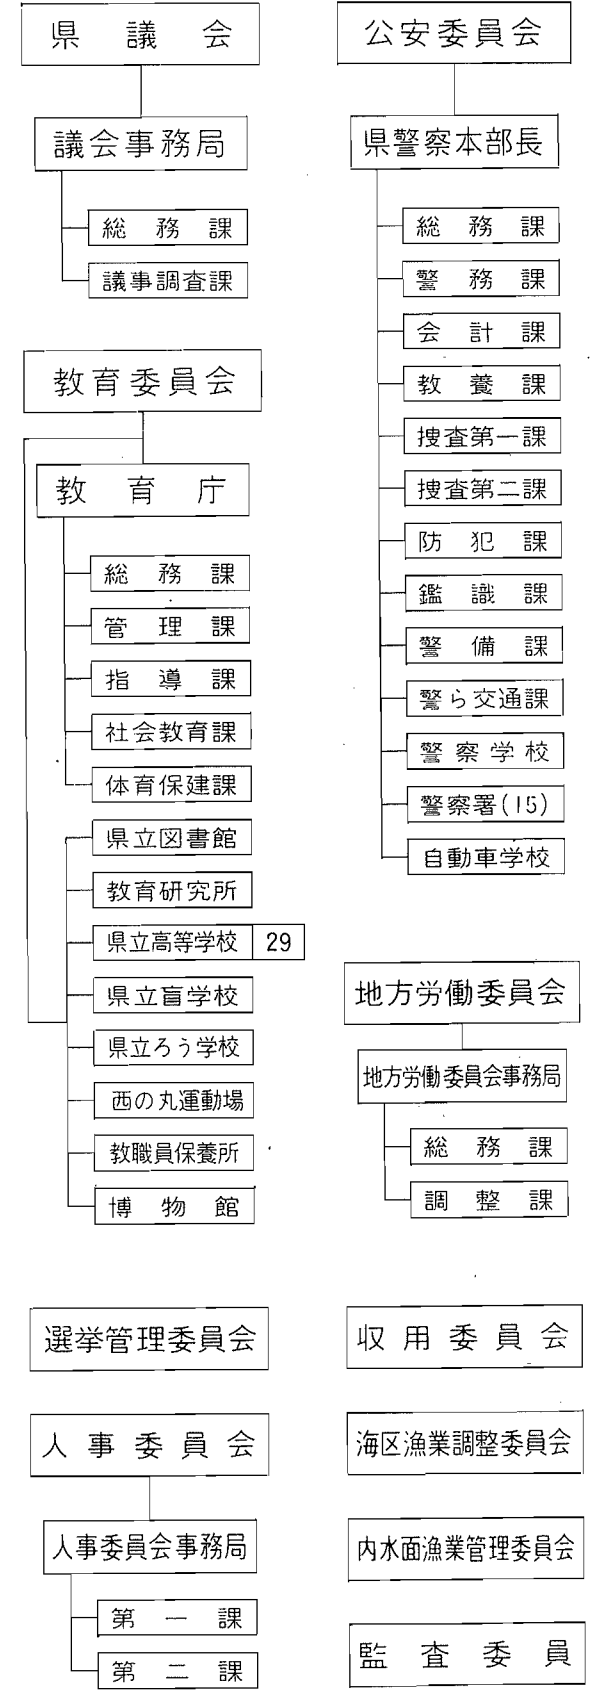 県議会
議会事務局
総務課
議事調査課
教育委員会
教育庁
総務課
管理課
指導課
社会教育課
体育保建課
県立図書館
教育研究所
県立高等学校 29
県立盲学校
県立ろう学校
西の丸運動場
教職員保養所
博物館
選挙管理委員会
人事委員会
人事委員会事務局
第一課
第二課
公安委員会
県警察本部長
総務課
警務課
会計課
教養課
捜査第一課
捜査第二課
防犯課
鑑識課
警備課
警ら交通課
警察学校
警察署(15)
自動車学校
地方労働委員会
地方労働委員会事務局
総務課
調整課
収用委員会
海区漁業調整委員会
内水面漁業管理委員会
監査委員